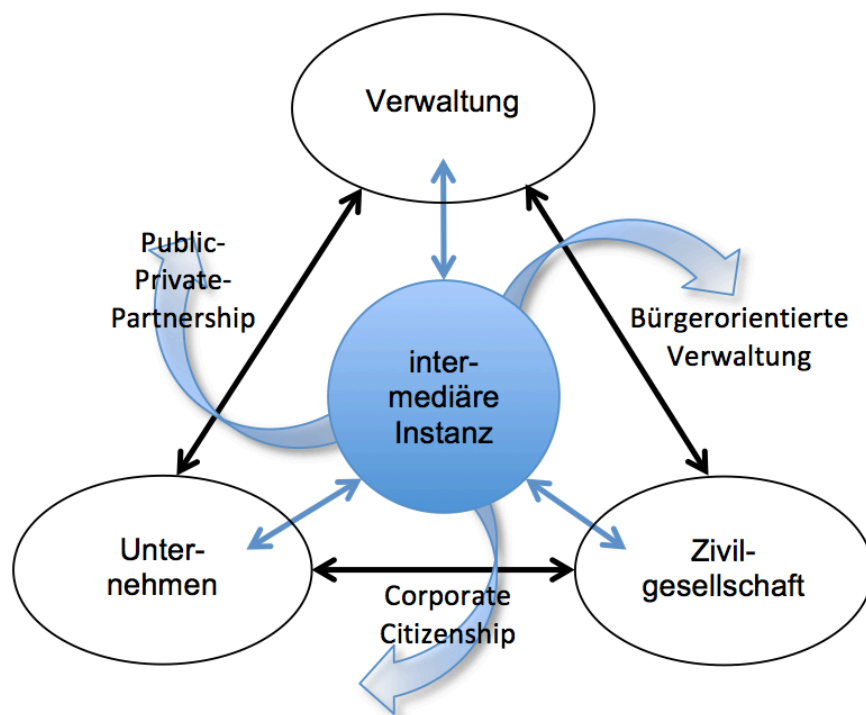 Verwaltung
Public-
Private-
Partnership
Bürgerorientierte
Verwaltung
inter-
mediäre
Instanz
Unter-
nehmen
Zivil-
gesellschaft
Corporate
Citizenship